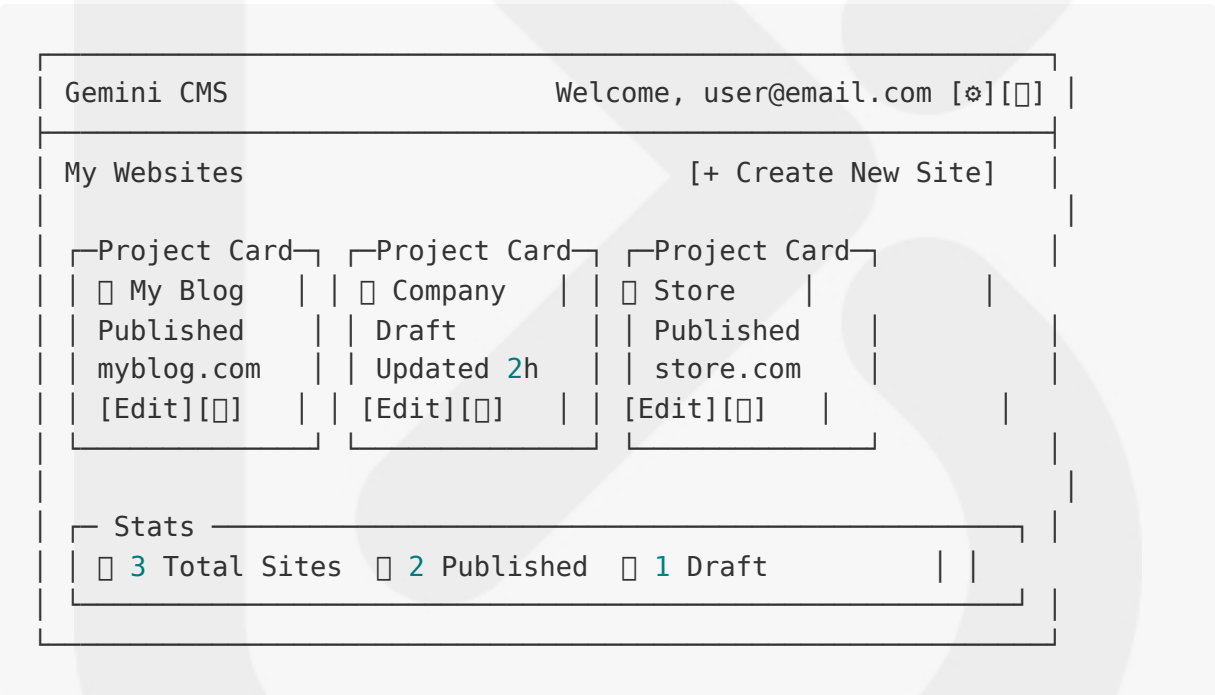 Gemini CMS Welcome, user@email.com [⚙][▯]
My Websites [+ Create New Site]
Project Card Project Card Project Card
▯ My Blog ▯ Company ▯ Store
Published Draft Published
myblog.com Updated 2h store.com
[Edit][▯] [Edit][▯] [Edit][▯]
Stats
▯ 3 Total Sites ▯ 2 Published ▯ 1 Draft